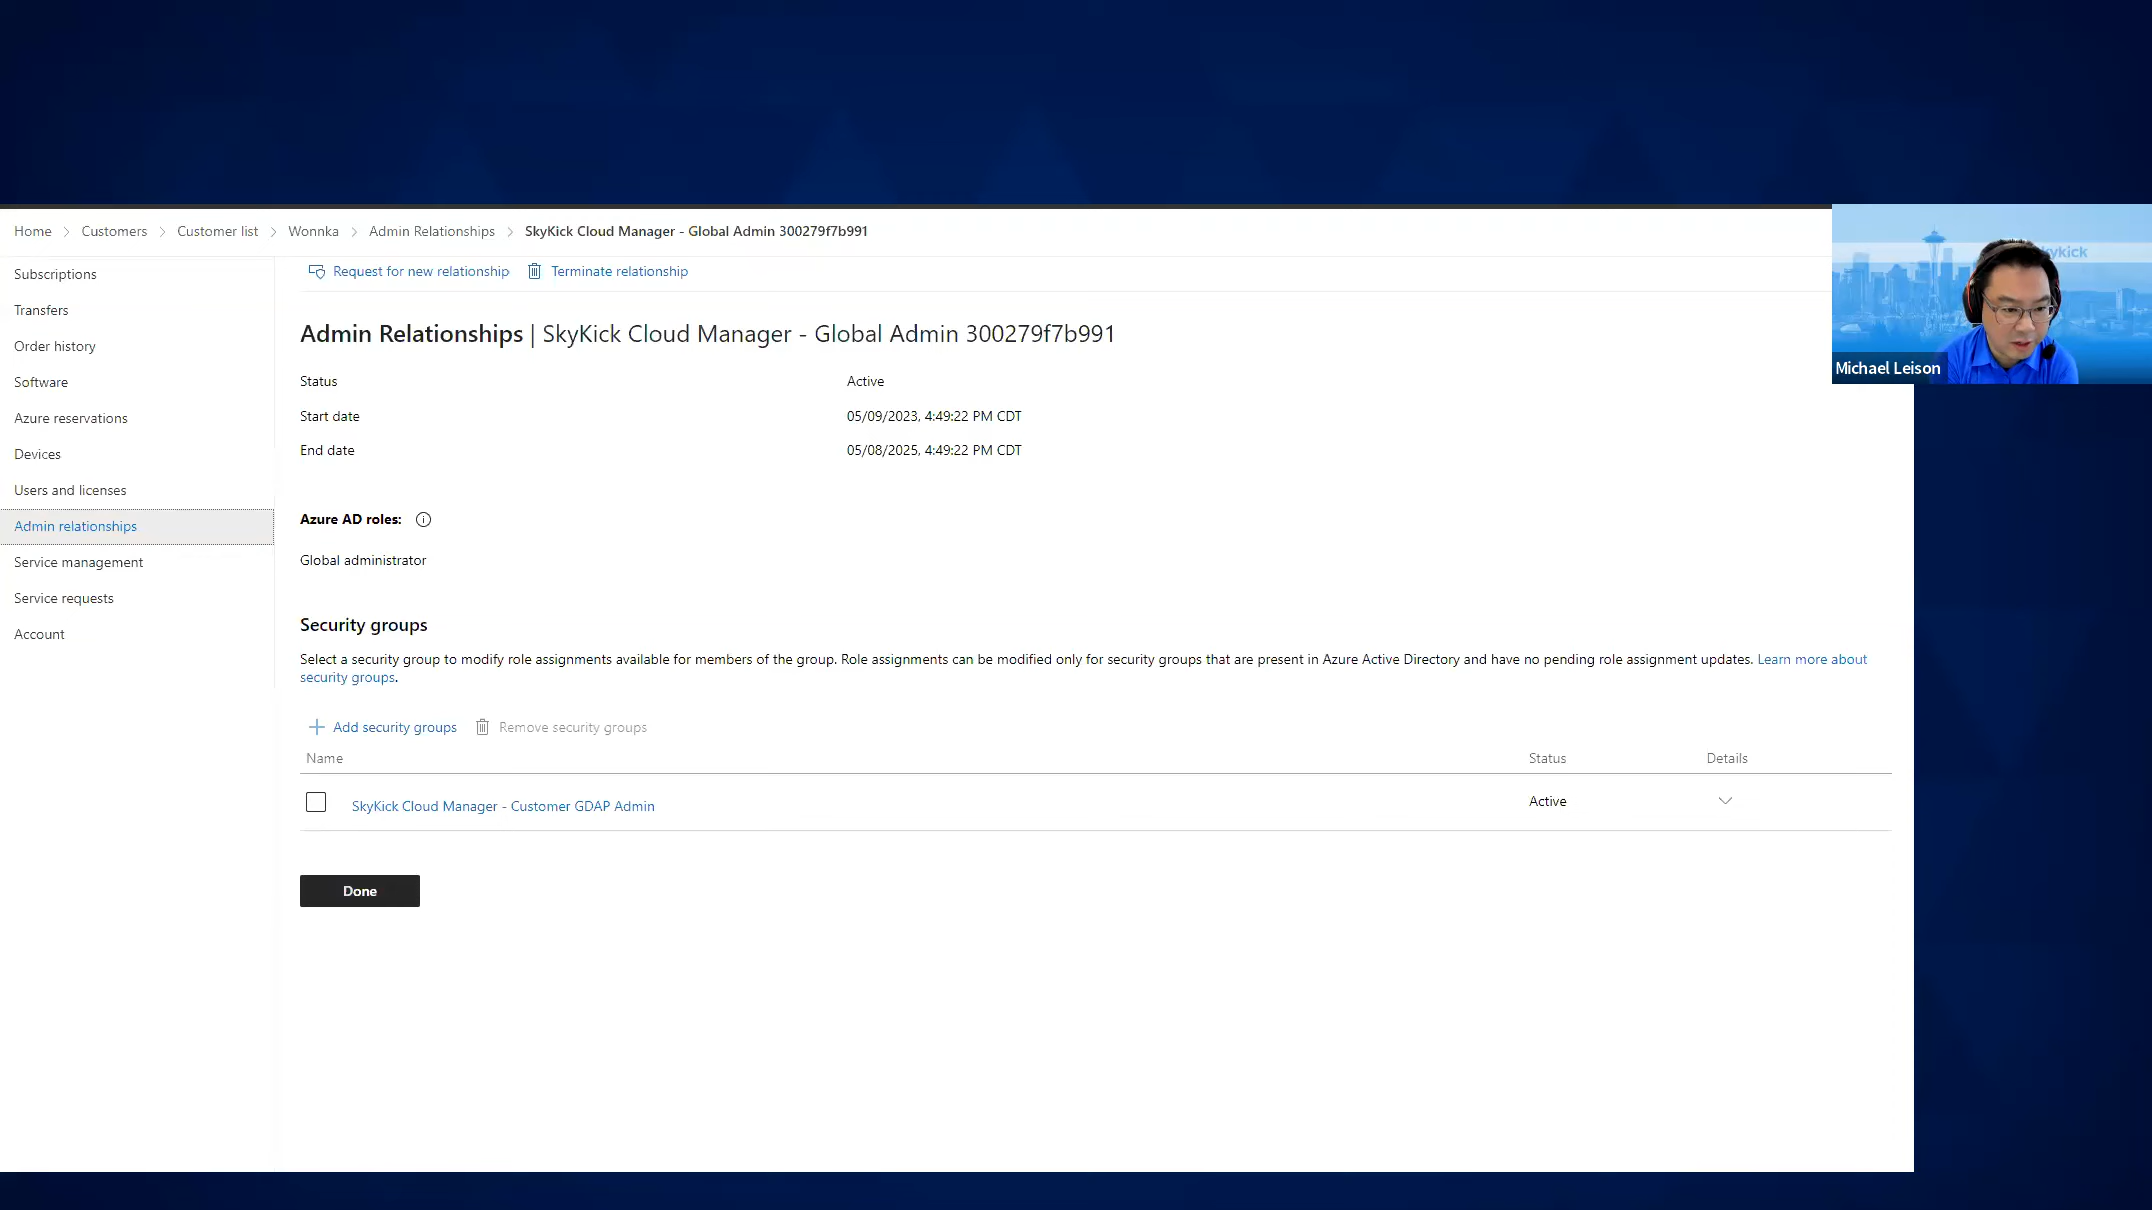 Home > Customers > Customer list > Wonnka > Admin Relationships > SkyKick Cloud Manager - Global Admin 300279f7b991
Subscriptions
Transfers
Order history
Software
Azure reservations
Devices
Users and licenses
Admin relationships
Service management
Service requests
Account
Request for new relationship Terminate relationship
Admin Relationships | SkyKick Cloud Manager - Global Admin 300279f7b991
Status Active
Start date 05/09/2023, 4:49:22 PM CDT
End date 05/08/2025, 4:49:22 PM CDT
Azure AD roles:
Global administrator
Security groups
Select a security group to modify role assignments available for members of the group. Role assignments can be modified only for security groups that are present in Azure Active Directory and have no pending role assignment updates. Learn more about
security groups.
Add security groups Remove security groups
Name Status Details
SkyKick Cloud Manager - Customer GDAP Admin Active
Done
Michael Leison